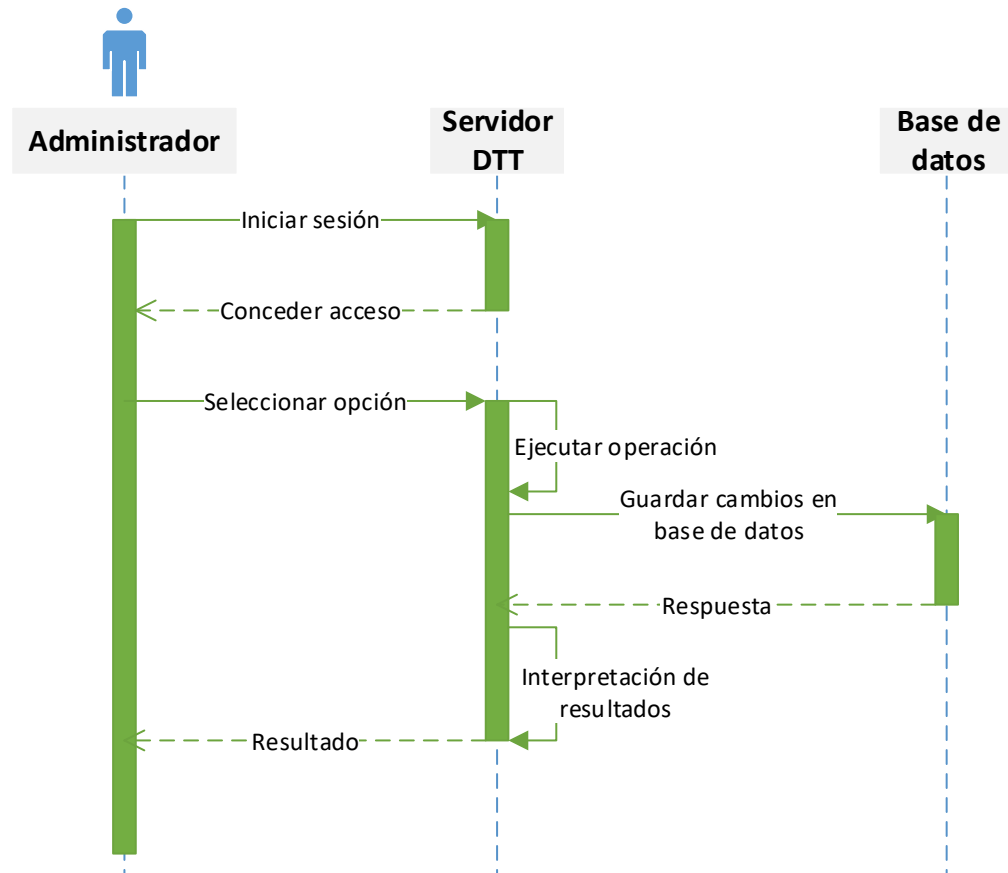 Administrador
Servidor
DTT
Base de
datos
Iniciar sesión
Conceder acceso
Seleccionar opción
Ejecutar operación
Guardar cambios en
base de datos
Respuesta
Interpretación de
resultados
Resultado